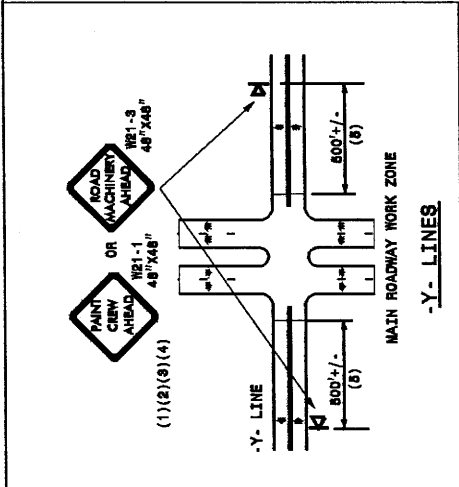 PAINT
CREW
AHEAD
OR
ROAD
MACHINERY
AHEAD
W21-1
48"X48"
W21-3
48"X48"
(1)(2)(3)(4)
-Y- LINE
500'+/-
(5)
500'+/-
(5)
MAIN ROADWAY WORK ZONE
-Y- LINES